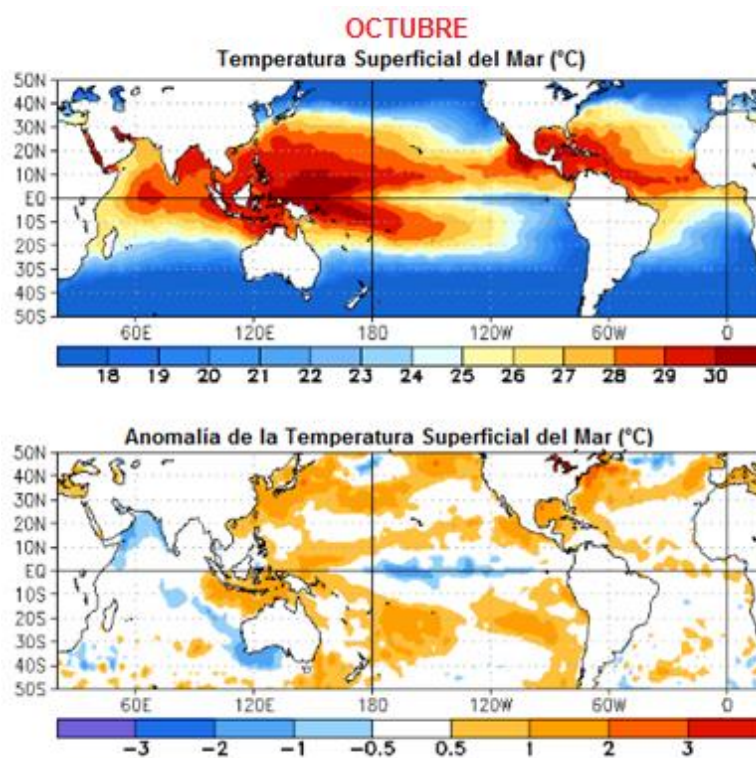 OCTUBRE
Temperatura Superficial del Mar (ºC)
50N
40N
30N
20N
10N
EQ
10S
20S
30S
40S
50S
60E 120E 180 120W 60W 0
18 19 20 21 22 23 24 25 26 27 28 29 30
Anomalía de la Temperatura Superficial del Mar (ºC)
50N
40N
30N
20N
10N
EQ
10S
20S
30S
40S
50S
60E 120E 180 120W 60W 0
-3 -2 -1 -0.5 0.5 1 2 3